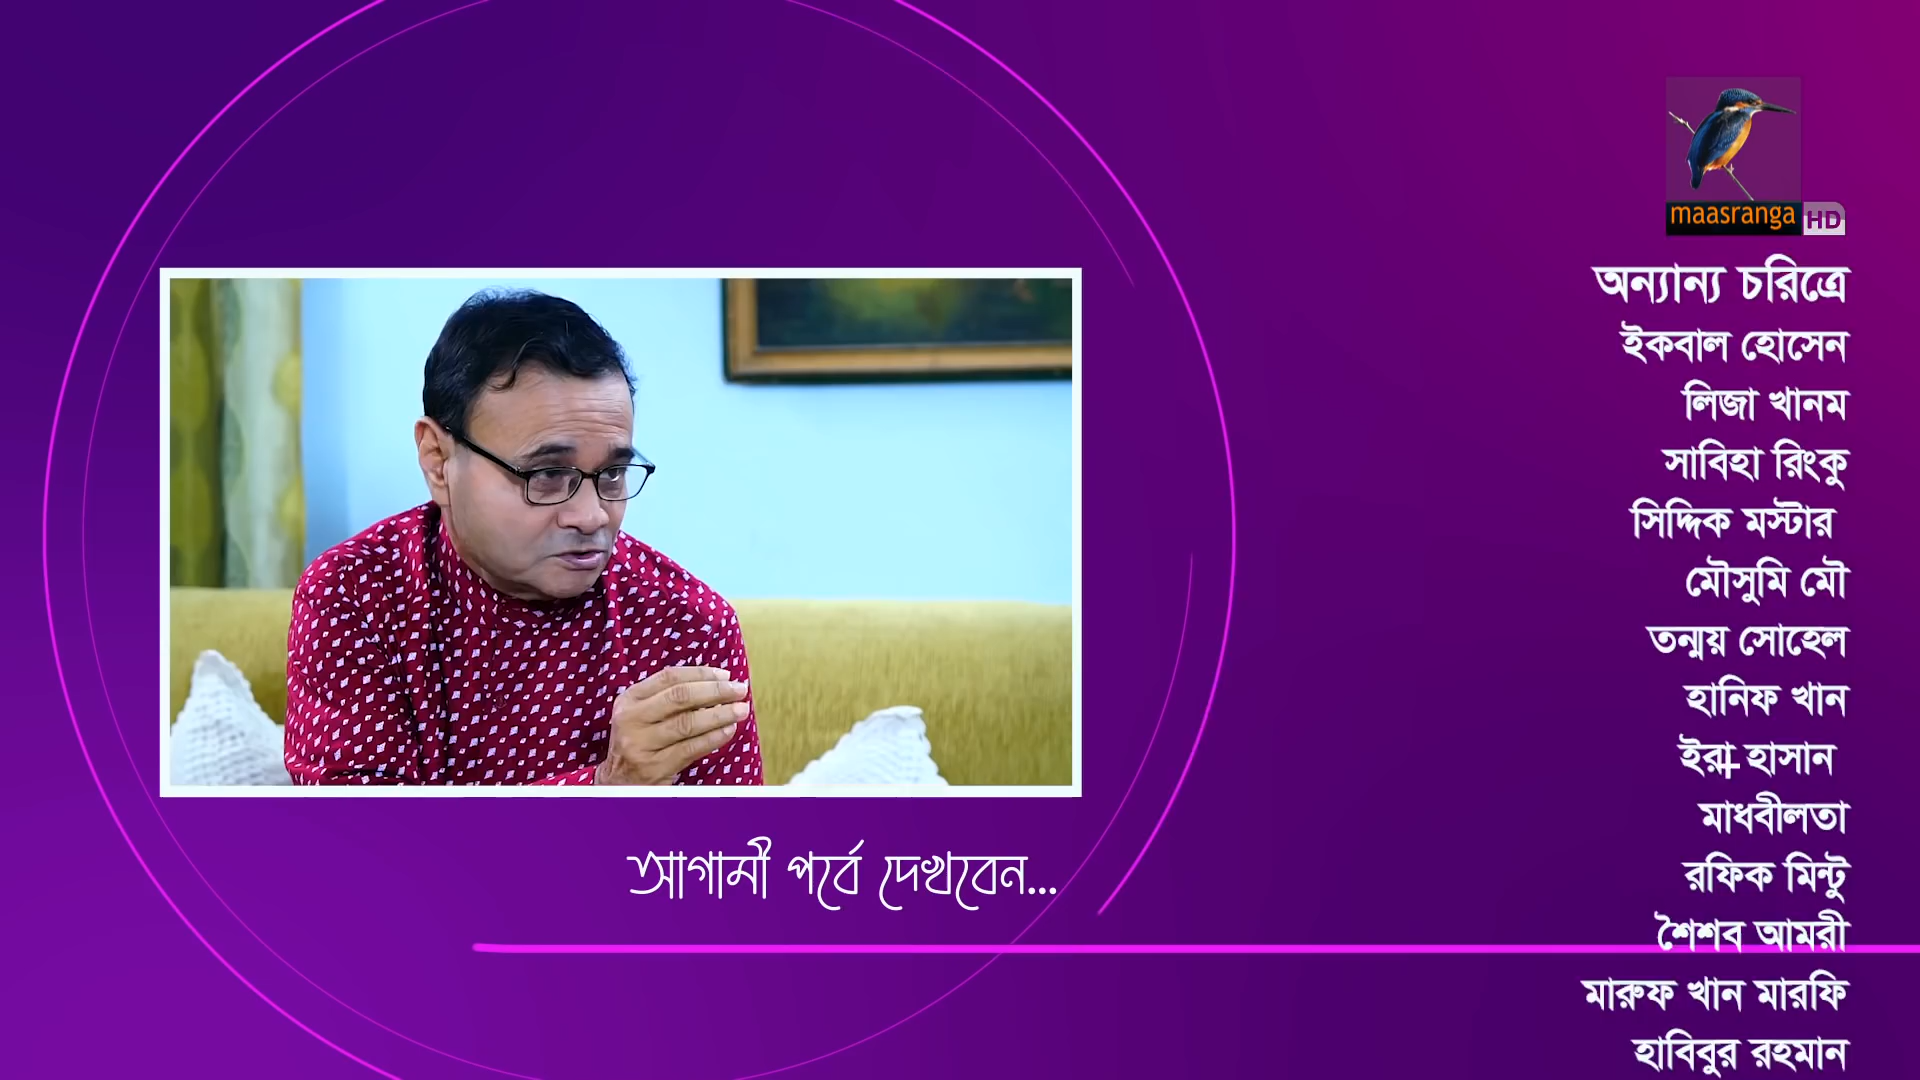 maasranga HD
অন্যান্য চরিত্রে
ইকবাল হোসেন
লিজা খানম
সাবিহা রিংকু
সিদ্দিক মস্টার
মৌসুমি মৌ
তন্ময় সোহেল
হানিফ খান
ইরা হাসান
মাধবীলতা
রফিক মিন্টু
শৈশব আমরী
মারুফ খান মারফি
হাবিবুর রহমান
আগামী পর্বে দেখবেন...